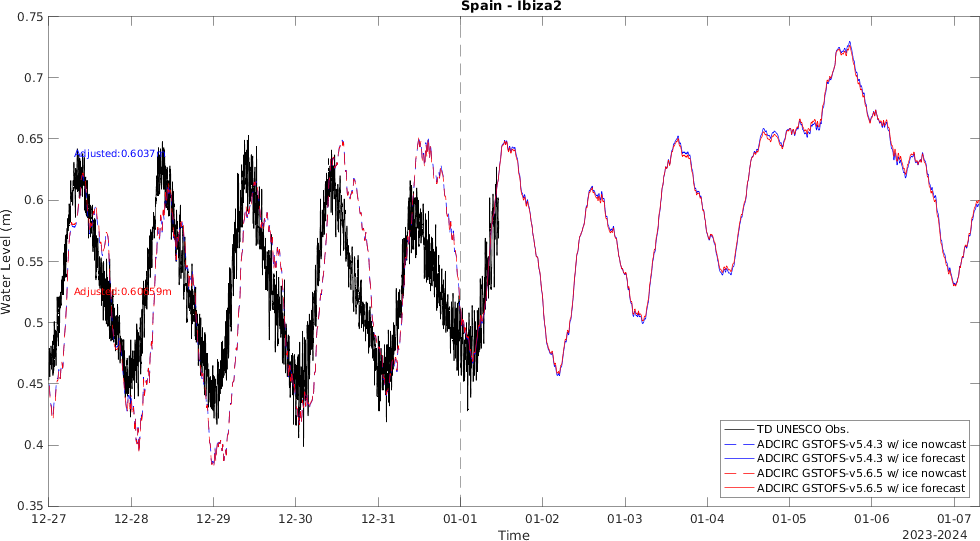 Spain - Ibiza2
0.75
0.7
0.65
0.6
0.55
0.5
0.45
0.4
0.35
Water Level (m)
Adjusted:0.6037
12-27
12-28
12-29
12-30
12-31
01-01
01-02
01-03
01-04
01-05
01-06
01-07
Time
2023-2024
TD UNESCO Obs.
ADCIRC GSTOFS-v5.4.3 w/ ice nowcast
ADCIRC GSTOFS-v5.4.3 w/ ice forecast
ADCIRC GSTOFS-v5.6.5 w/ ice nowcast
ADCIRC GSTOFS-v5.6.5 w/ ice forecast